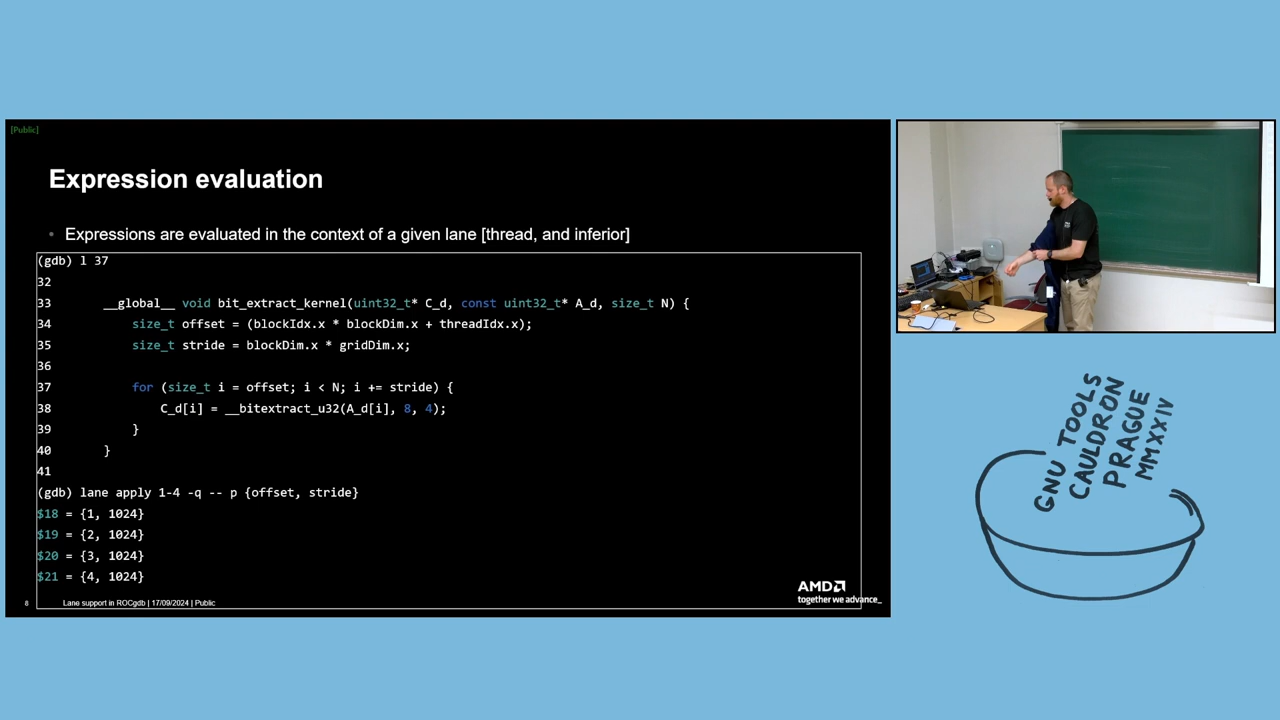 [Public]
Expression evaluation
Expressions are evaluated in the context of a given lane [thread, and inferior]
(gdb) l 37
32
33 __global__ void bit_extract_kernel(uint32_t* C_d, const uint32_t* A_d, size_t N) {
34 size_t offset = (blockIdx.x * blockDim.x + threadIdx.x);
35 size_t stride = blockDim.x * gridDim.x;
36
37 for (size_t i = offset; i < N; i += stride) {
38 C_d[i] = __bitextract_u32(A_d[i], 8, 4);
39 }
40 }
41
(gdb) lane apply 1-4 -q -- p {offset, stride}
$18 = {1, 1024}
$19 = {2, 1024}
$20 = {3, 1024}
$21 = {4, 1024}
AMD
together we advance_
8 Lane support in ROCgdb | 17/09/2024 | Public
GNU TOOLS
CAULDRON
PRAGUE
MMXXIV